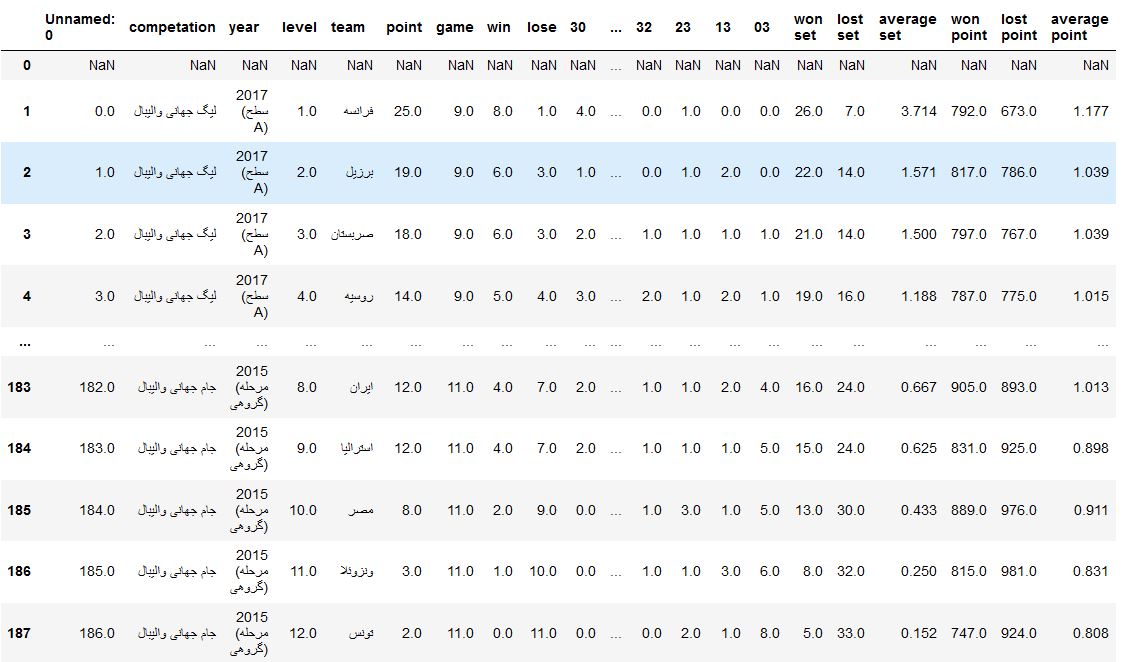 Unnamed: 0 competation year level team point game win lose 30 ... 32 23 13 03 won set lost set average set won point lost point average point
0 NaN NaN NaN NaN NaN NaN NaN NaN NaN NaN ... NaN NaN NaN NaN NaN NaN NaN NaN NaN NaN
1 0.0 لیگ جهانی والیبال 2017 (سطح A) 1.0 فرانسه 25.0 9.0 8.0 1.0 4.0 ... 0.0 1.0 0.0 0.0 26.0 7.0 3.714 792.0 673.0 1.177
2 1.0 لیگ جهانی والیبال 2017 (سطح A) 2.0 برزیل 19.0 9.0 6.0 3.0 1.0 ... 0.0 1.0 2.0 0.0 22.0 14.0 1.571 817.0 786.0 1.039
3 2.0 لیگ جهانی والیبال 2017 (سطح A) 3.0 صربستان 18.0 9.0 6.0 3.0 2.0 ... 1.0 1.0 1.0 1.0 21.0 14.0 1.500 797.0 767.0 1.039
4 3.0 لیگ جهانی والیبال 2017 (سطح A) 4.0 روسیه 14.0 9.0 5.0 4.0 3.0 ... 2.0 1.0 2.0 1.0 19.0 16.0 1.188 787.0 775.0 1.015
... ... ... ... ... ... ... ... ... ... ... ... ... ... ... ... ... ... ... ... ... ...
183 182.0 جام جهانی والیبال 2015 (مرحله گروهی) 8.0 ایران 12.0 11.0 4.0 7.0 2.0 ... 1.0 1.0 2.0 4.0 16.0 24.0 0.667 905.0 893.0 1.013
184 183.0 جام جهانی والیبال 2015 (مرحله گروهی) 9.0 استرالیا 12.0 11.0 4.0 7.0 2.0 ... 1.0 1.0 1.0 5.0 15.0 24.0 0.625 831.0 925.0 0.898
185 184.0 جام جهانی والیبال 2015 (مرحله گروهی) 10.0 مصر 8.0 11.0 2.0 9.0 0.0 ... 1.0 3.0 1.0 5.0 13.0 30.0 0.433 889.0 976.0 0.911
186 185.0 جام جهانی والیبال 2015 (مرحله گروهی) 11.0 ونزوئلا 3.0 11.0 1.0 10.0 0.0 ... 1.0 1.0 3.0 6.0 8.0 32.0 0.250 815.0 981.0 0.831
187 186.0 جام جهانی والیبال 2015 (مرحله گروهی) 12.0 تونس 2.0 11.0 0.0 11.0 0.0 ... 0.0 2.0 1.0 8.0 5.0 33.0 0.152 747.0 924.0 0.808